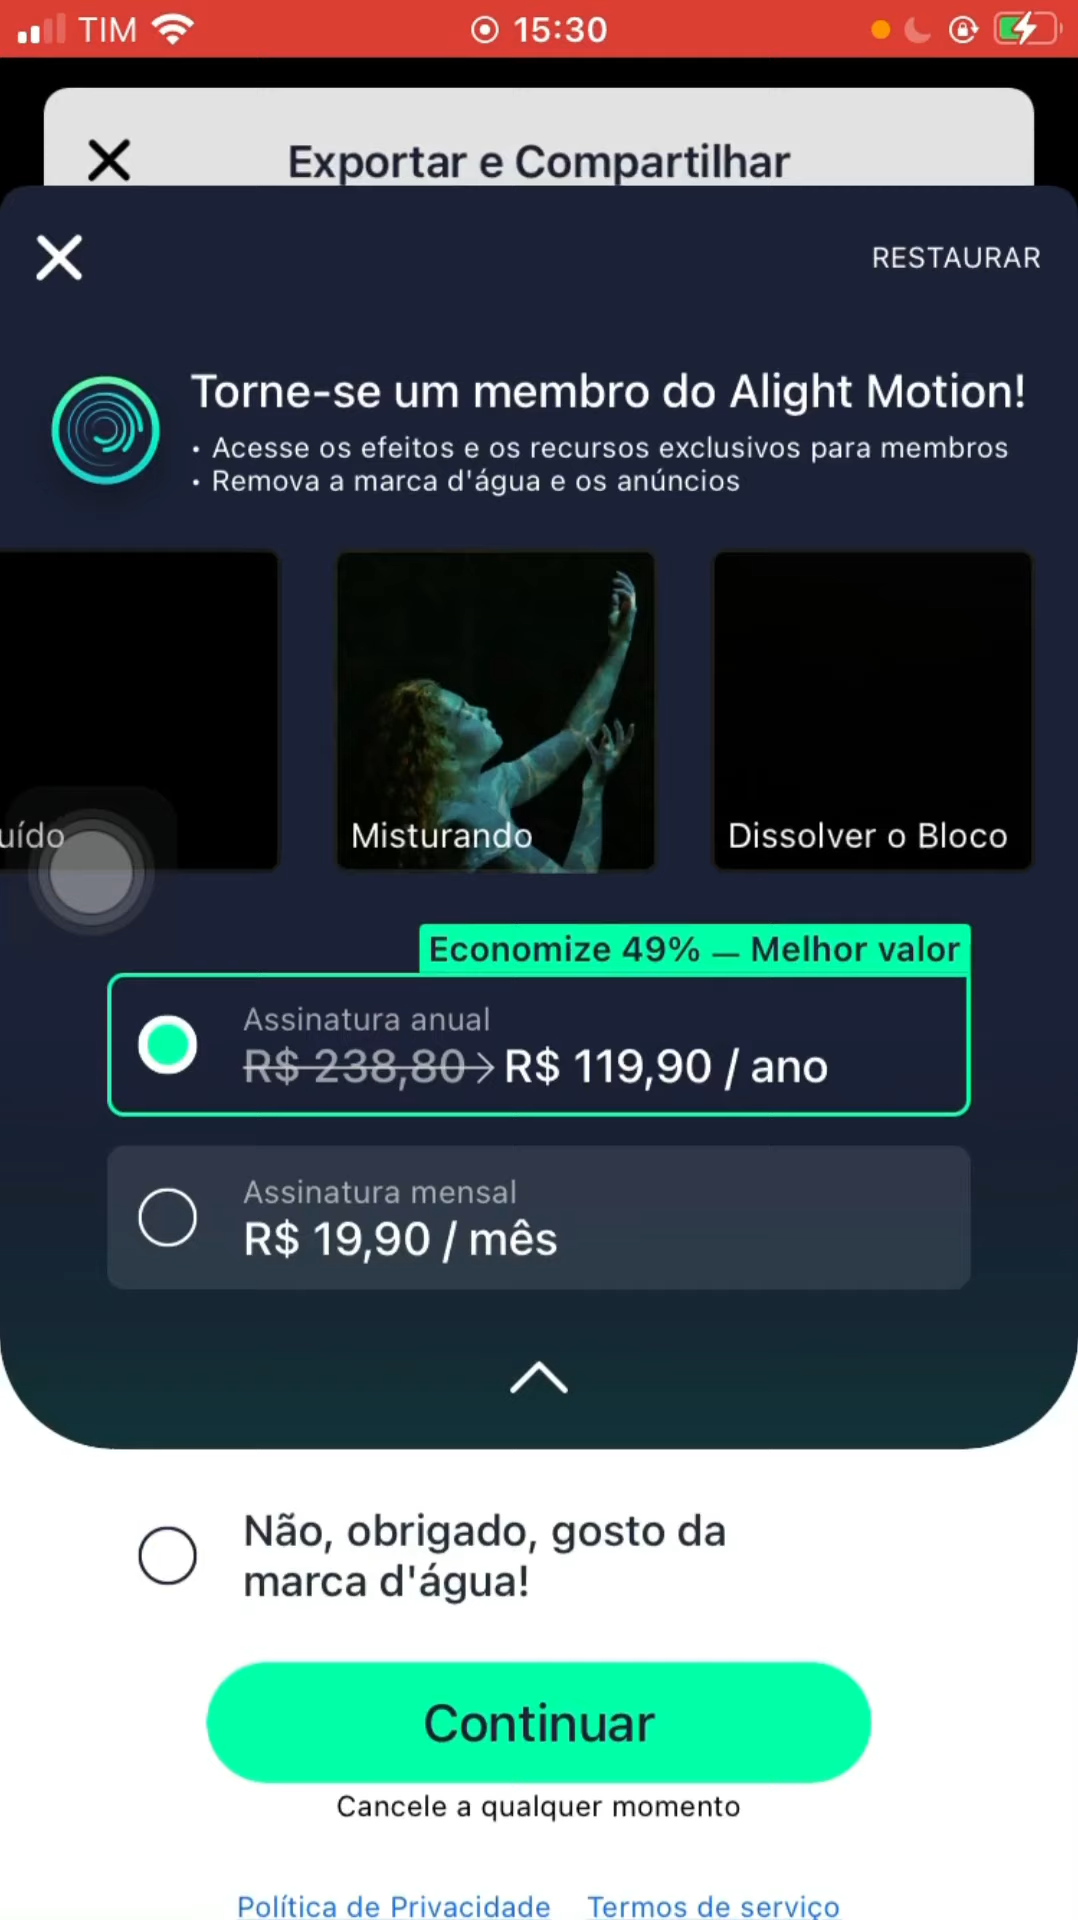 TIM 15:30
Exportar e Compartilhar
RESTAURAR
Torne-se um membro do Alight Motion!
• Acesse os efeitos e os recursos exclusivos para membros
• Remova a marca d'água e os anúncios
uído
Misturando
Dissolver o Bloco
Economize 49% — Melhor valor
Assinatura anual
R$ 238,80→ R$ 119,90 / ano
Assinatura mensal
R$ 19,90 / mês
Não, obrigado, gosto da
marca d'água!
Continuar
Cancele a qualquer momento
Política de Privacidade Termos de serviço